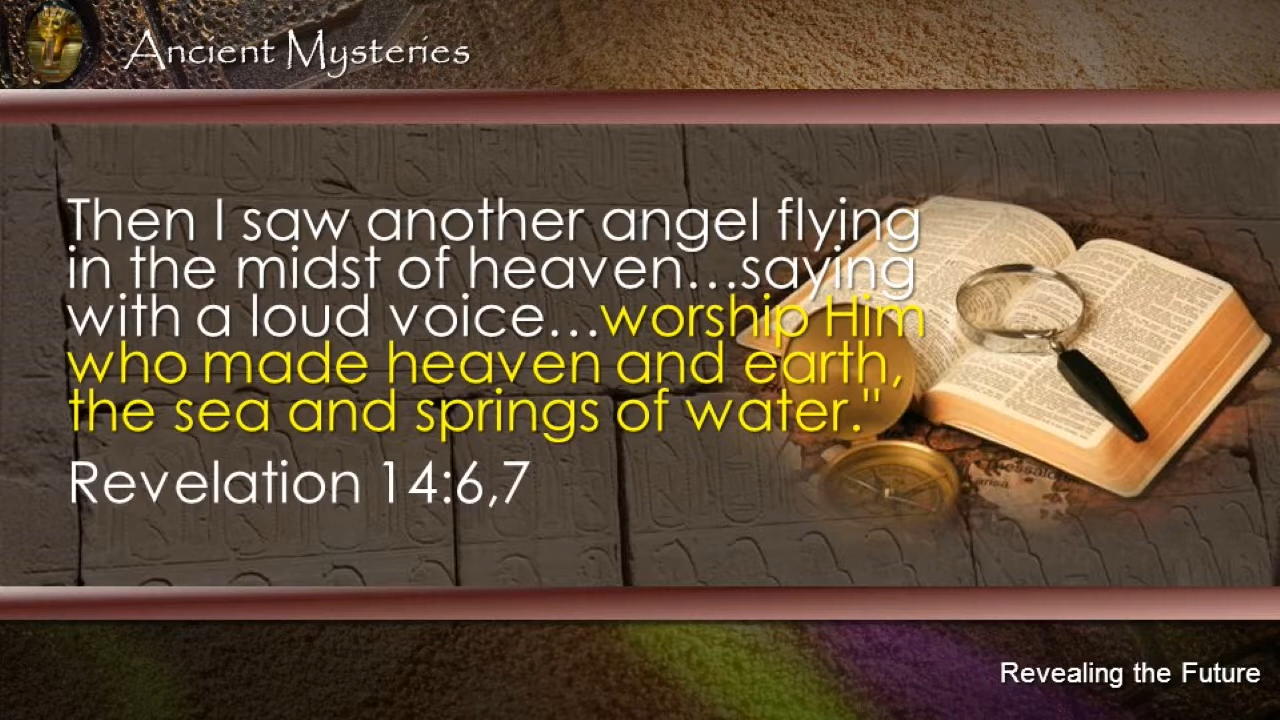 Ancient Mysteries
Then I saw another angel flying
in the midst of heaven…saying
with a loud voice…worship Him
who made heaven and earth,
the sea and springs of water."
Revelation 14:6,7
Revealing the Future